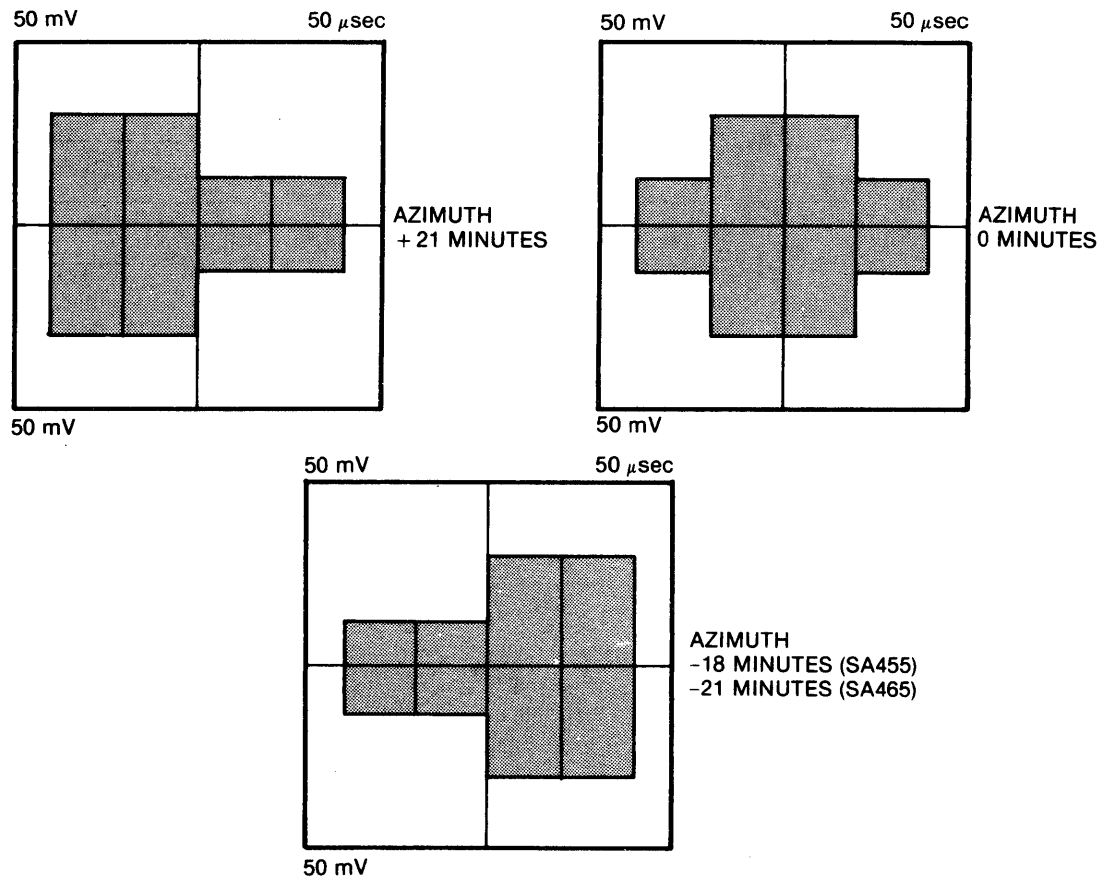 50 mV 50 μsec
AZIMUTH
+ 21 MINUTES
50 mV
50 mV 50 μsec
AZIMUTH
0 MINUTES
50 mV
50 mV 50 μsec
AZIMUTH
–18 MINUTES (SA455)
–21 MINUTES (SA465)
50 mV